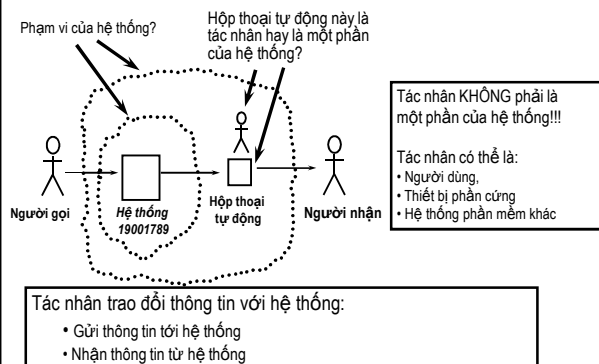 Phạm vi của hệ thống?
Hộp thoại tự động này là
tác nhân hay là một phần
của hệ thống?
Tác nhân KHÔNG phải là
một phần của hệ thống!!!
Tác nhân có thể là:
• Người dùng,
• Thiết bị phần cứng
• Hệ thống phần mềm khác
Người gọi
Hệ thống
19001789
Hộp thoại
tự động
Người nhận
Tác nhân trao đổi thông tin với hệ thống:
• Gửi thông tin tới hệ thống
• Nhận thông tin từ hệ thống